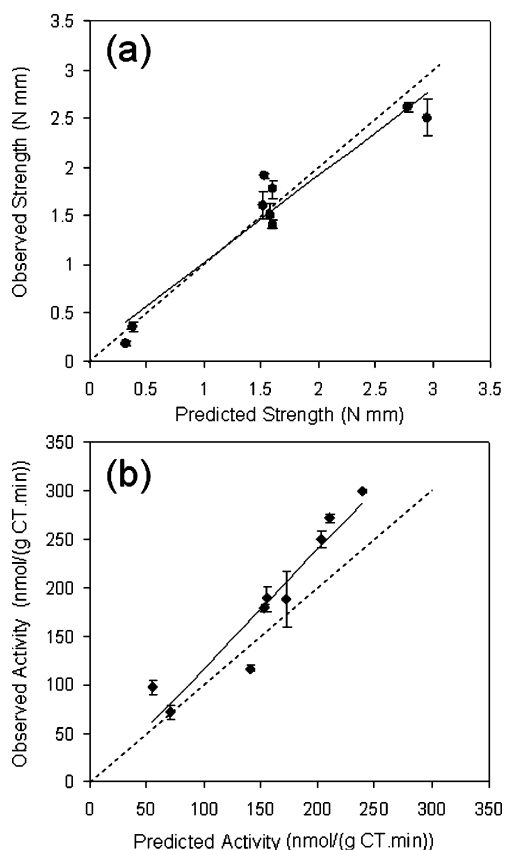 (a)
Observed Strength (N mm)
3.5
3
2.5
2
1.5
1
0.5
0
0 0.5 1 1.5 2 2.5 3 3.5
Predicted Strength (N mm)
(b)
Observed Activity (nmol/(g CT.min))
350
300
250
200
150
100
50
0
0 50 100 150 200 250 300 350
Predicted Activity (nmol/(g CT.min))